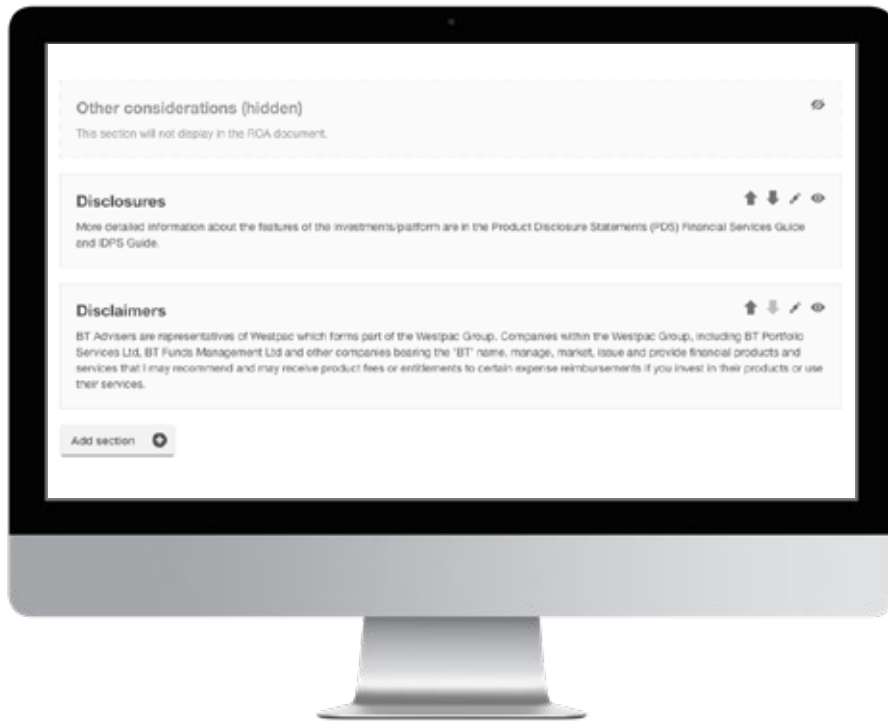 Other considerations (hidden)
This section will not display in the ROA document.
Disclosures
More detailed information about the features of the investments/platform are in the Product Disclosure Statements (PDS) Financial Services Guide
and IDPS Guide.
Disclaimers
BT Advisers are representatives of Westpac which forms part of the Westpac Group. Companies within the Westpac Group, including BT Portfolio
Services Ltd, BT Funds Management Ltd and other companies bearing the 'BT' name, manage, market, issue and provide financial products and
services that I may recommend and may receive product fees or entitlements to certain expense reimbursements if you invest in their products or use
their services.
Add section